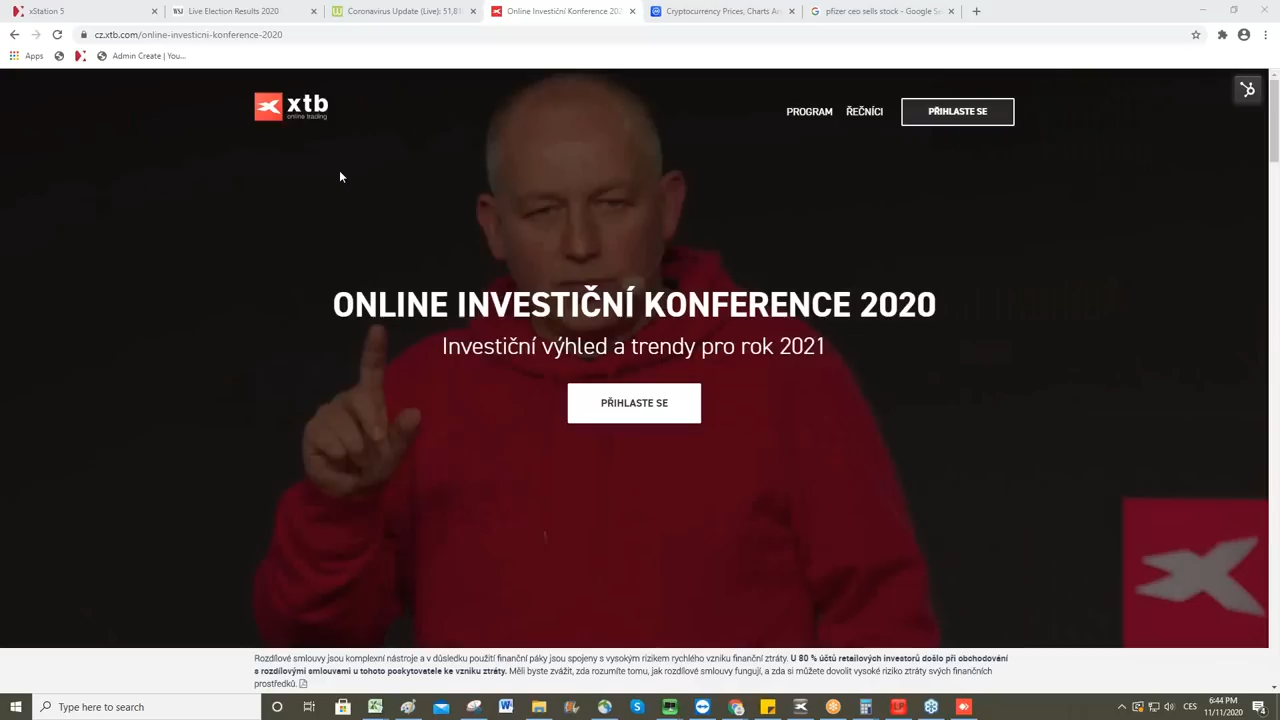 xStation 5
WSJ Live Election Results 2020
Coronavirus Update (Live): 51,81
Online Investiční Konference 202
Cryptocurrency Prices, Charts An
pfizer ceo sells stock - Google Se
cz.xtb.com/online-investicni-konference-2020
Apps
Admin Create | You...
xtb
online trading
PROGRAM
ŘEČNÍCI
PŘIHLASTE SE
ONLINE INVESTIČNÍ KONFERENCE 2020
Investiční výhled a trendy pro rok 2021
PŘIHLASTE SE
Rozdílové smlouvy jsou komplexní nástroje a v důsledku použití finanční páky jsou spojeny s vysokým rizikem rychlého vzniku finanční ztráty. U 80 % účtů retailových investorů došlo při obchodování
s rozdílovými smlouvami u tohoto poskytovatele ke vzniku ztráty. Měli byste zvážit, zda rozumíte tomu, jak rozdílové smlouvy fungují, a zda si můžete dovolit vysoké riziko ztráty svých finančních
prostředků.
Type here to search
CES
6:44 PM
11/11/2020